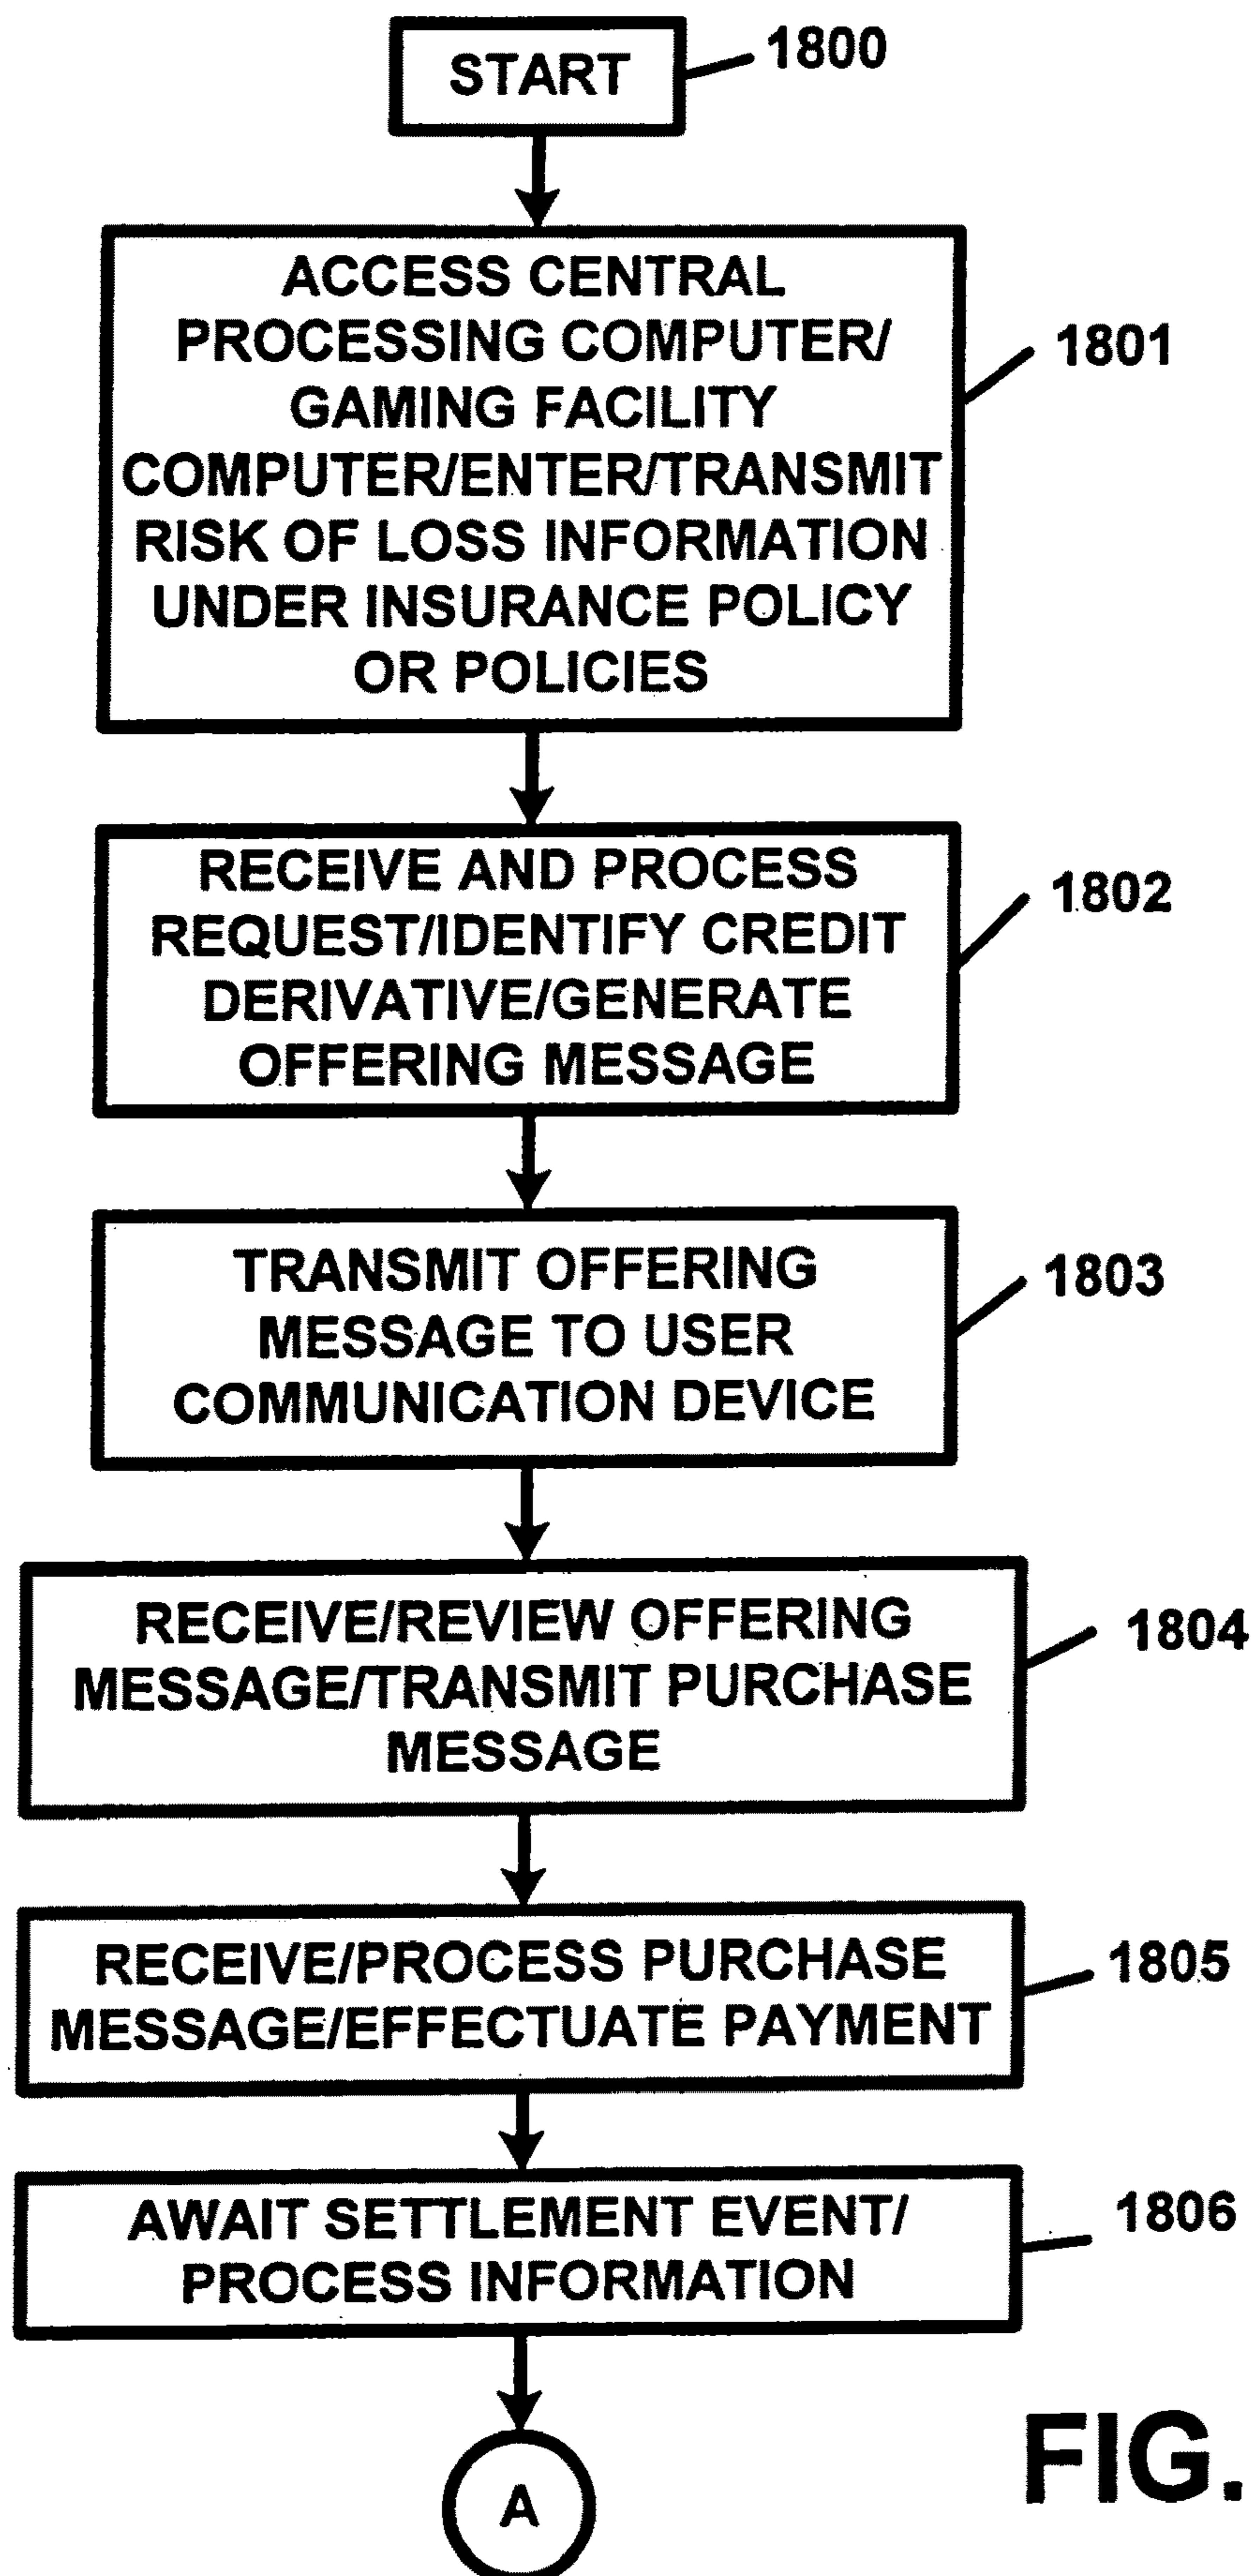 START
1800
ACCESS CENTRAL
PROCESSING COMPUTER/
GAMING FACILITY
COMPUTER/ENTER/TRANSMIT
RISK OF LOSS INFORMATION
UNDER INSURANCE POLICY
OR POLICIES
1801
RECEIVE AND PROCESS
REQUEST/IDENTIFY CREDIT
DERIVATIVE/GENERATE
OFFERING MESSAGE
1802
TRANSMIT OFFERING
MESSAGE TO USER
COMMUNICATION DEVICE
1803
RECEIVE/REVIEW OFFERING
MESSAGE/TRANSMIT PURCHASE
MESSAGE
1804
RECEIVE/PROCESS PURCHASE
MESSAGE/EFFECTUATE PAYMENT
1805
AWAIT SETTLEMENT EVENT/
PROCESS INFORMATION
1806
A
FIG.